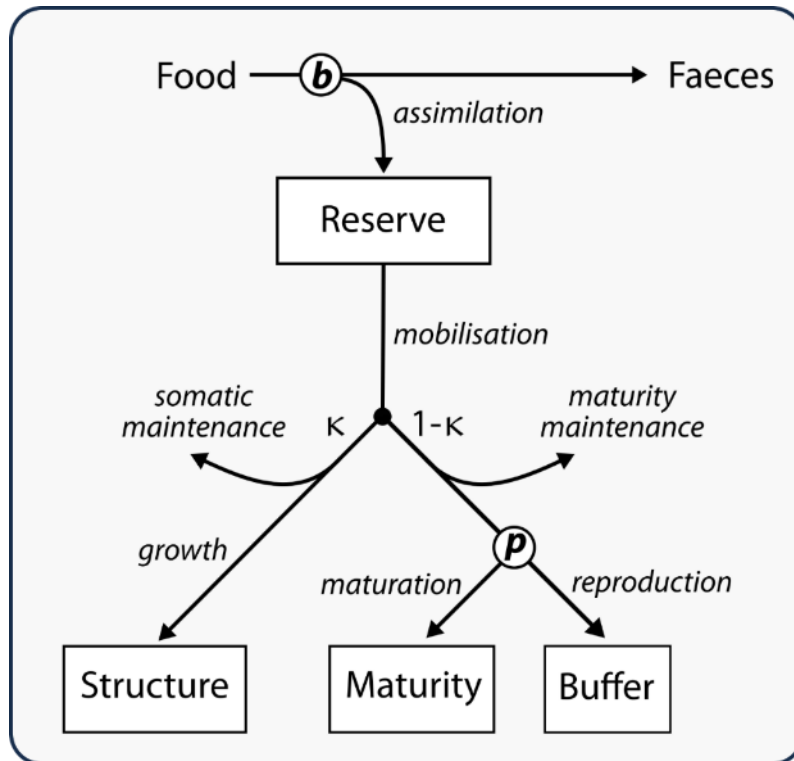 Food
b
Faeces
assimilation
Reserve
mobilisation
somatic
maintenance
κ
1-κ
maturity
maintenance
growth
p
maturation
reproduction
Structure
Maturity
Buffer